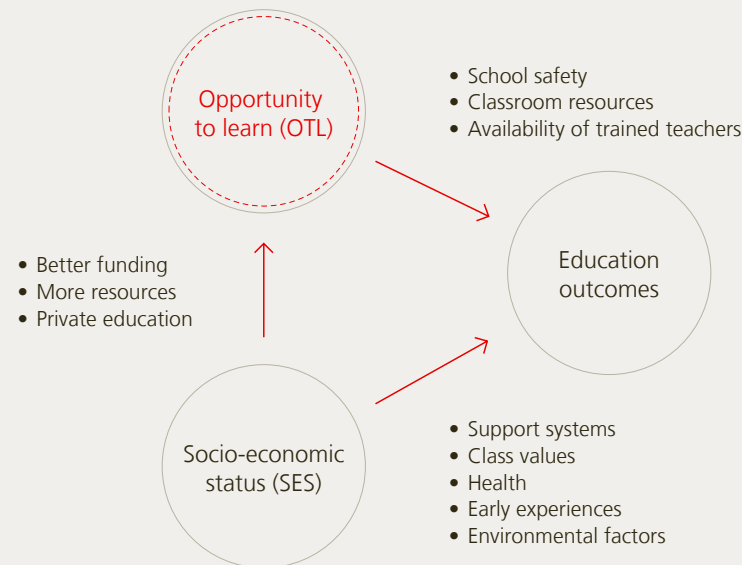 Opportunity
to learn (OTL)
• School safety
• Classroom resources
• Availability of trained teachers
• Better funding
• More resources
• Private education
Education
outcomes
Socio-economic
status (SES)
• Support systems
• Class values
• Health
• Early experiences
• Environmental factors